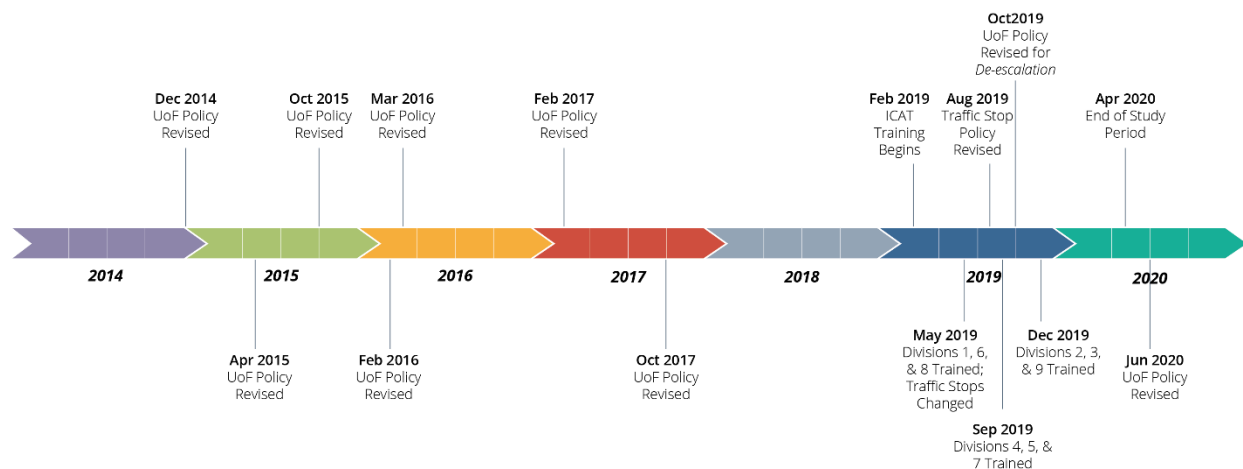 Oct2019
UoF Policy
Revised for
De-escalation
Dec 2014
UoF Policy
Revised
Oct 2015
UoF Policy
Revised
Mar 2016
UoF Policy
Revised
Feb 2017
UoF Policy
Revised
Feb 2019
ICAT
Training
Begins
Aug 2019
Traffic Stop
Policy
Revised
Apr 2020
End of Study
Period
2014
2015
2016
2017
2018
2019
2020
Apr 2015
UoF Policy
Revised
Feb 2016
UoF Policy
Revised
Oct 2017
UoF Policy
Revised
May 2019
Divisions 1, 6,
& 8 Trained;
Traffic Stops
Changed
Sep 2019
Divisions 4, 5, &
7 Trained
Dec 2019
Divisions 2, 3,
& 9 Trained
Jun 2020
UoF Policy
Revised